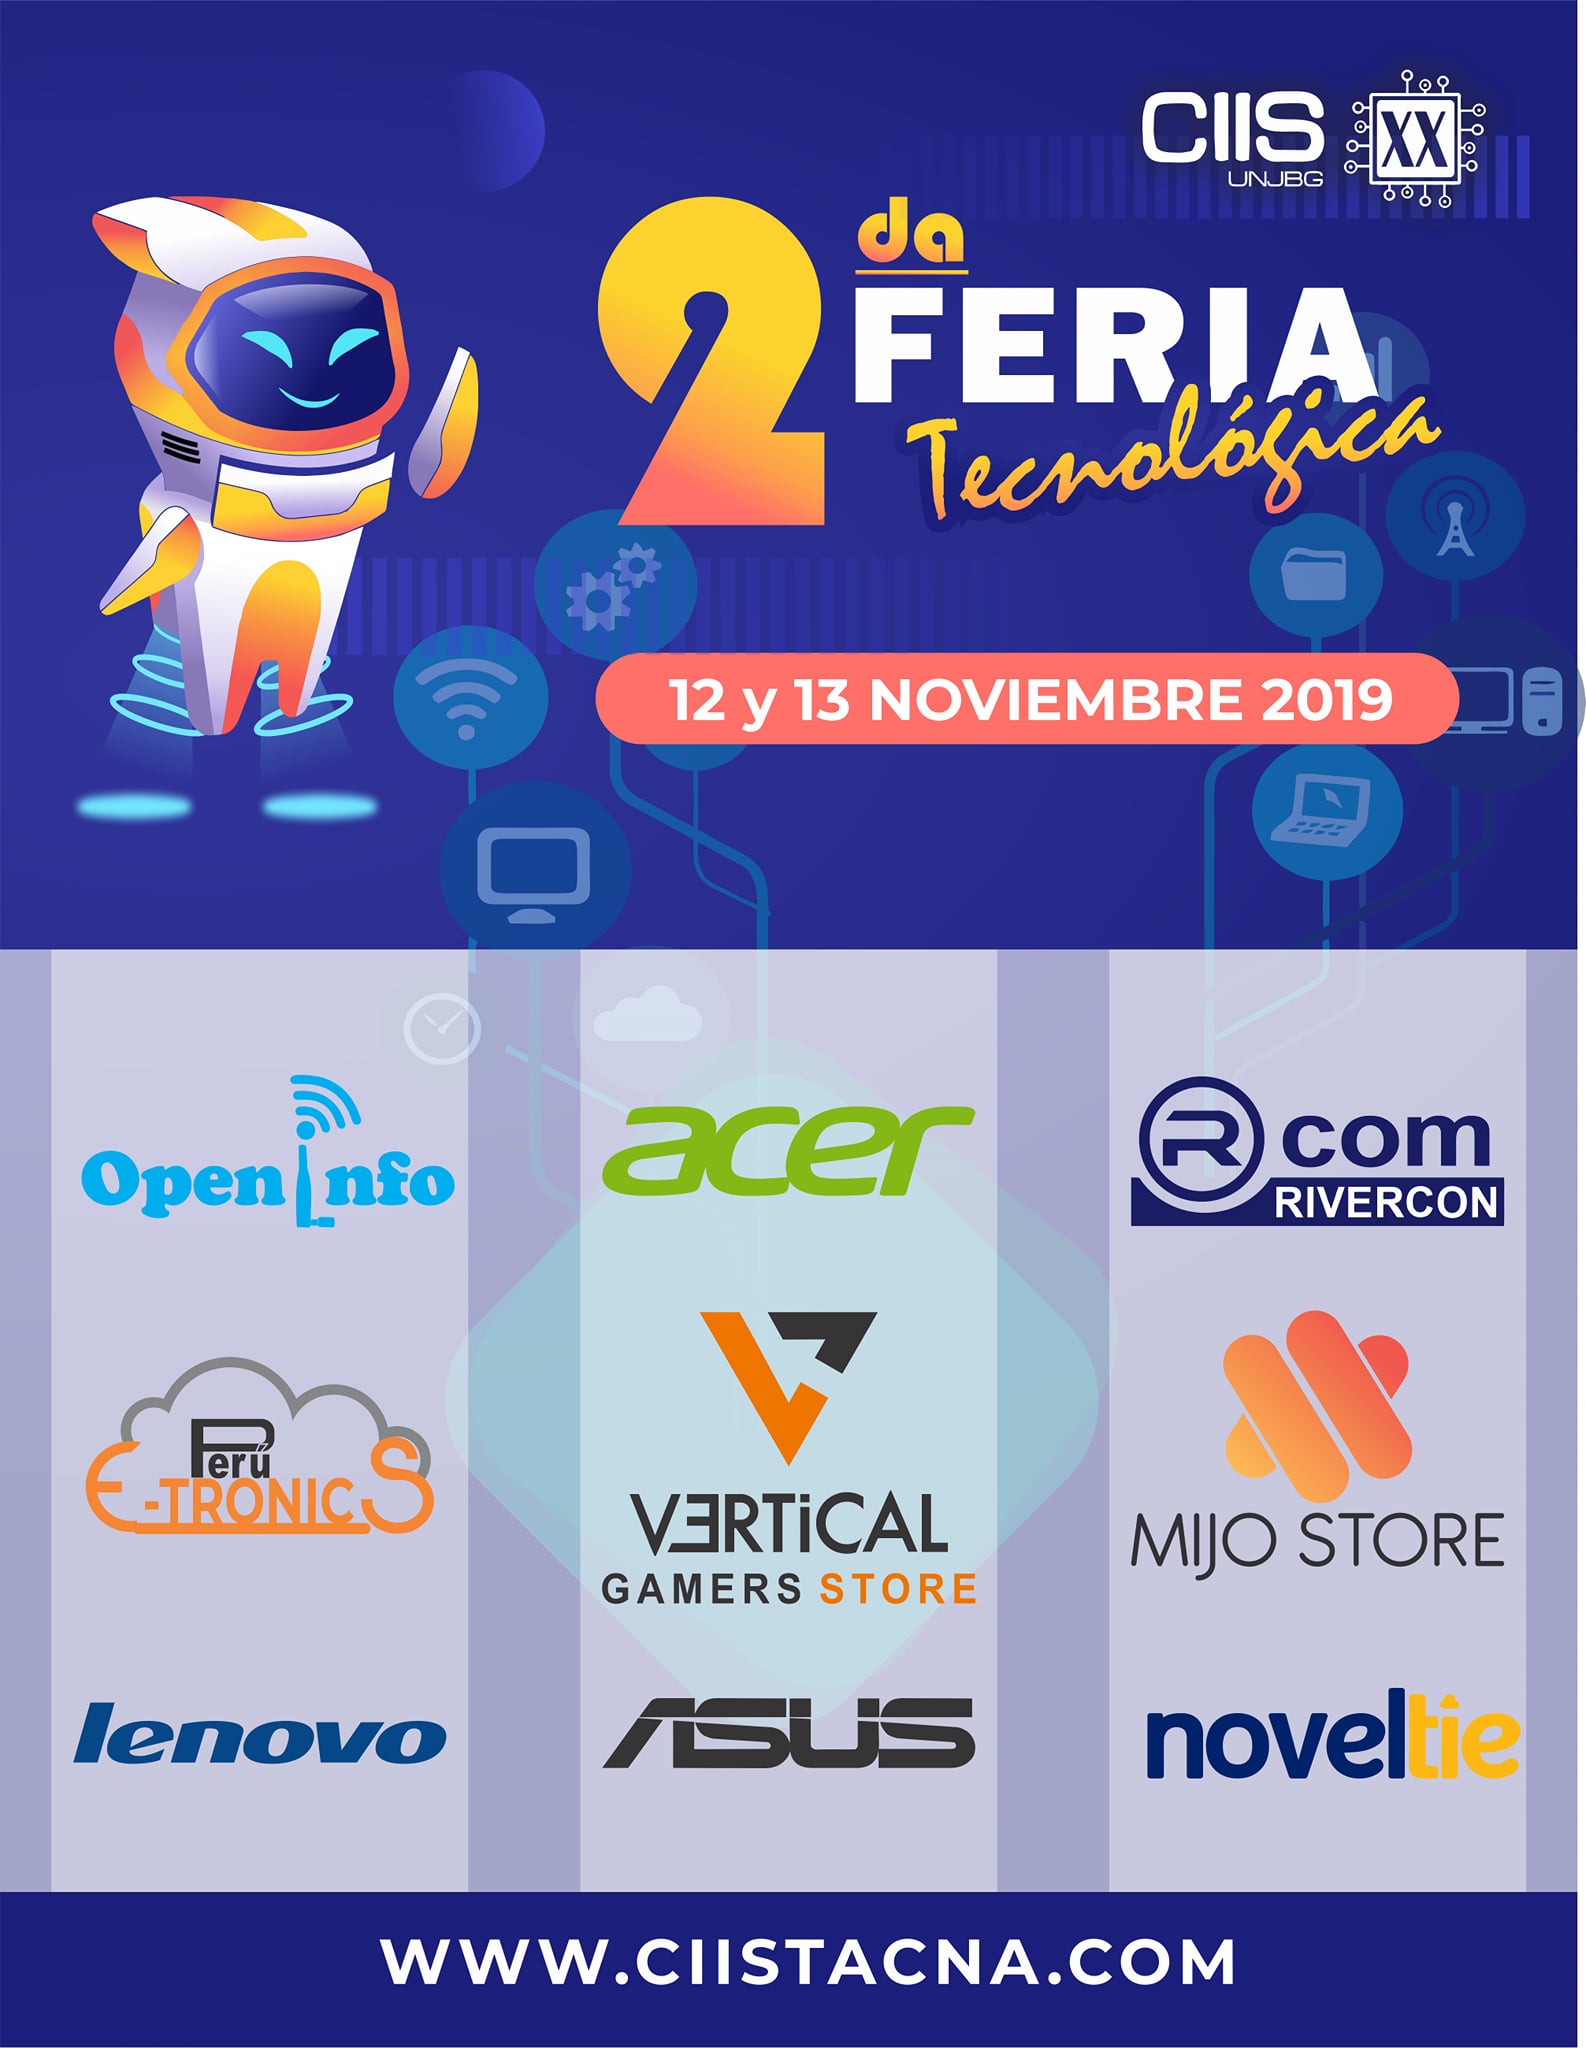 CIIS
UNJBG
XX
2da
FERIA
Tecnológica
12 y 13 NOVIEMBRE 2019
OpenInfo
acer
R com
RIVERCON
Perú
E-TRONICS
VERTiCAL
GAMERS STORE
MIJO STORE
lenovo
ASUS
noveltie
WWW.CIISTACNA.COM